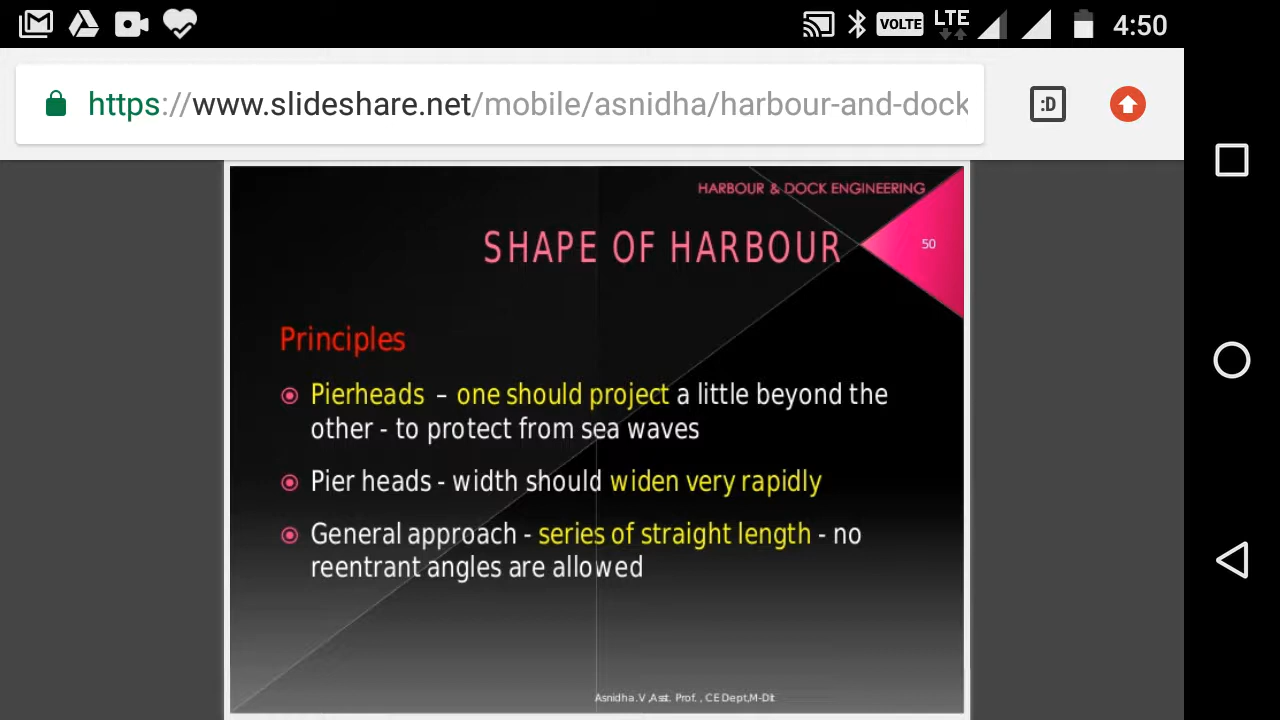 VOLTE LTE 4:50
https://www.slideshare.net/mobile/asnidha/harbour-and-dock
:D
HARBOUR & DOCK ENGINEERING
SHAPE OF HARBOUR
50
Principles
Pierheads – one should project a little beyond the
other - to protect from sea waves
Pier heads - width should widen very rapidly
General approach - series of straight length - no
reentrant angles are allowed
Asnidha.V,Asst. Prof. , CE Dept,M-Dit